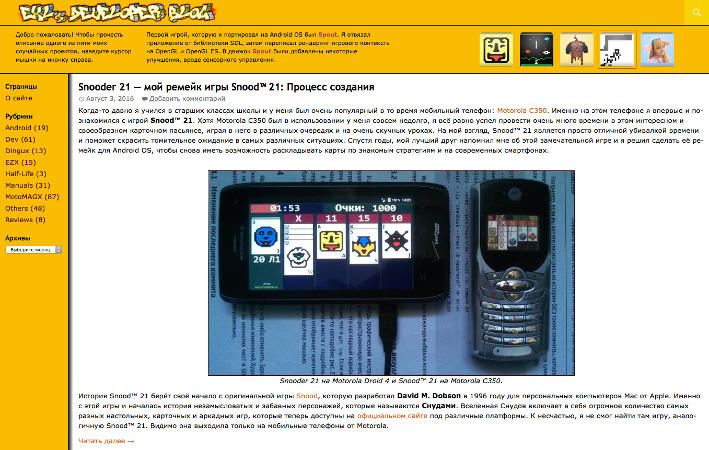 EXL's DEVELOPER'S BLOG
Добро пожаловать! Чтобы прочесть
описание одного из пяти моих
случайных проектов, наведите курсор
мышки на иконку справа.
Первой игрой, которую я портировал на Android OS был Spout. Я отвязал
приложение от библиотеки SDL, затем переписал рендеринг игрового контекста
на OpenGL и OpenGL ES. В движок Spout были добавлены некоторые
улучшения, вроде сенсорного управления.
Страницы
О сайте
Рубрики
Android (19)
Dev (61)
Dingux (13)
EZX (15)
Half-Life (3)
Manuals (31)
MotoMAGX (87)
Others (48)
Reviews (8)
Архивы
Выберите месяц
Snooder 21 — мой ремейк игры Snood™ 21: Процесс создания
Август 3, 2016 Добавить комментарий
Когда-то давно я учился в старших классах школы и у меня был очень популярный в то время мобильный телефон: Motorola C350. Именно на этом телефоне я впервые и по-
знакомился с игрой Snood™ 21. Хотя Motorola C350 был в использовании у меня совсем недолго, я всё равно успел провести очень много времени в этом интересном и
своеобразном карточном пасьянсе, играя в него в различных очередях и на очень скучных уроках. На мой взгляд, Snood™ 21 является просто отличной убивалкой времени
и поможет скрасить томительное ожидание в самых различных ситуациях. Спустя годы, мой лучший друг напомнил мне об этой замечательной игре и я решил сделать её ре-
мейк для Android OS, чтобы снова иметь возможность раскладывать карты по знакомым стратегиям и на современных смартфонах.
01:53 Очки: 1000
X 11 15 10
20 Л1
Изменение последнего коммита
Snooder 21 на Motorola Droid 4 и Snood™ 21 на Motorola C350.
История Snood™ 21 берёт своё начало с оригинальной игры Snood, которую разработал David M. Dobson в 1996 году для персональных компьютеров Mac от Apple. Именно
с этой игры и началась история незамысловатых и забавных персонажей, которые называются Снудами. Вселенная Снудов включает в себя огромное количество самых
разных настольных, карточных и аркадных игр, которые теперь доступны на официальном сайте под различные платформы. К несчастью, я не смог найти там игру, анало-
гичную Snood™ 21. Видимо она выходила только на мобильные телефоны от Motorola.
Читать далее →